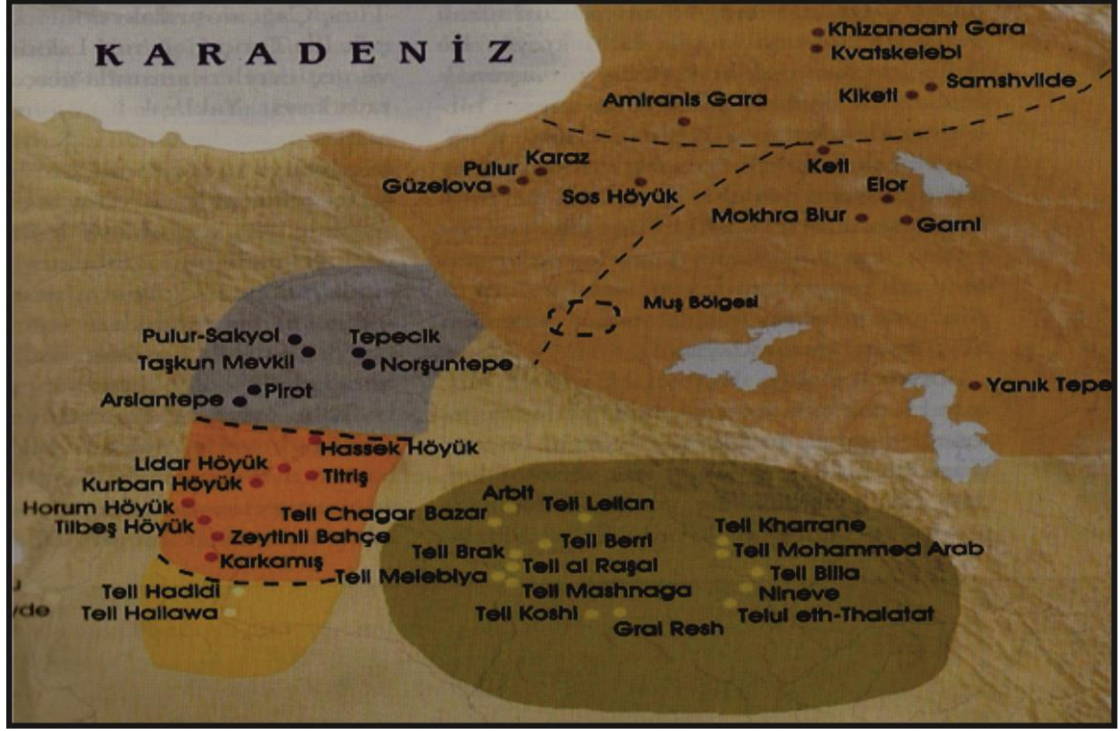 KARADENİZ
Khizanaant Gara
Kvatskelebi
Samshvilde
Kiketi
Amiranis Gara
Karaz
Pulur
Güzelova
Sos Höyük
Keti
Elor
Mokhra Blur
Garni
Muş Bölgesi
Pulur-Sakyol
Tepecik
Taşkun Mevkii
Norşuntepe
Pirot
Arslantepe
Yanık Tepe
Hassek Höyük
Lidar Höyük
Titriş
Kurban Höyük
Horum Höyük
Tilbeş Höyük
Zeytinli Bahçe
Karkamış
Arbit
Tell Leilan
Tell Chagar Bazar
Tell Kharrane
Tell Berri
Tell Brak
Tell Mohammed Arab
Tell al Raşal
Tell Melebiya
Tell Billa
Tell Mashnaga
Nineve
Tell Hadidi
Tell Hallawa
Tell Koshi
Telul eth-Thalatat
Grai Resh